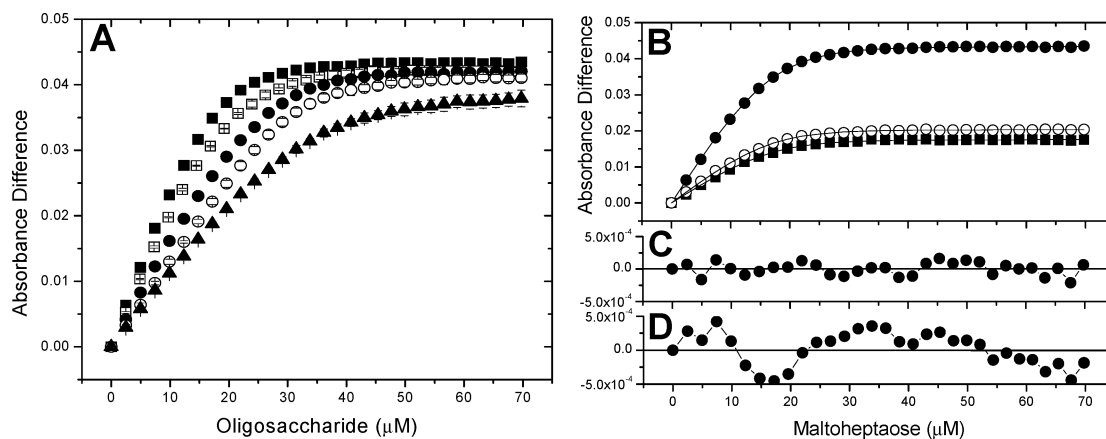 A
Absorbance Difference
0.05
0.04
0.03
0.02
0.01
0.00
0 10 20 30 40 50 60 70
Oligosaccharide (μM)
B
Absorbance Difference
0.05
0.04
0.03
0.02
0.01
0.00
C
5.0x10⁻⁴
0.0
-5.0x10⁻⁴
D
5.0x10⁻⁴
0.0
-5.0x10⁻⁴
0 10 20 30 40 50 60 70
Maltoheptaose (μM)